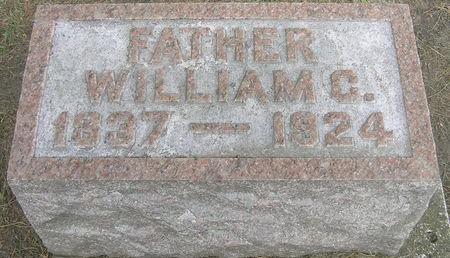 FATHER
WILLIAM C.
1837 — 1924